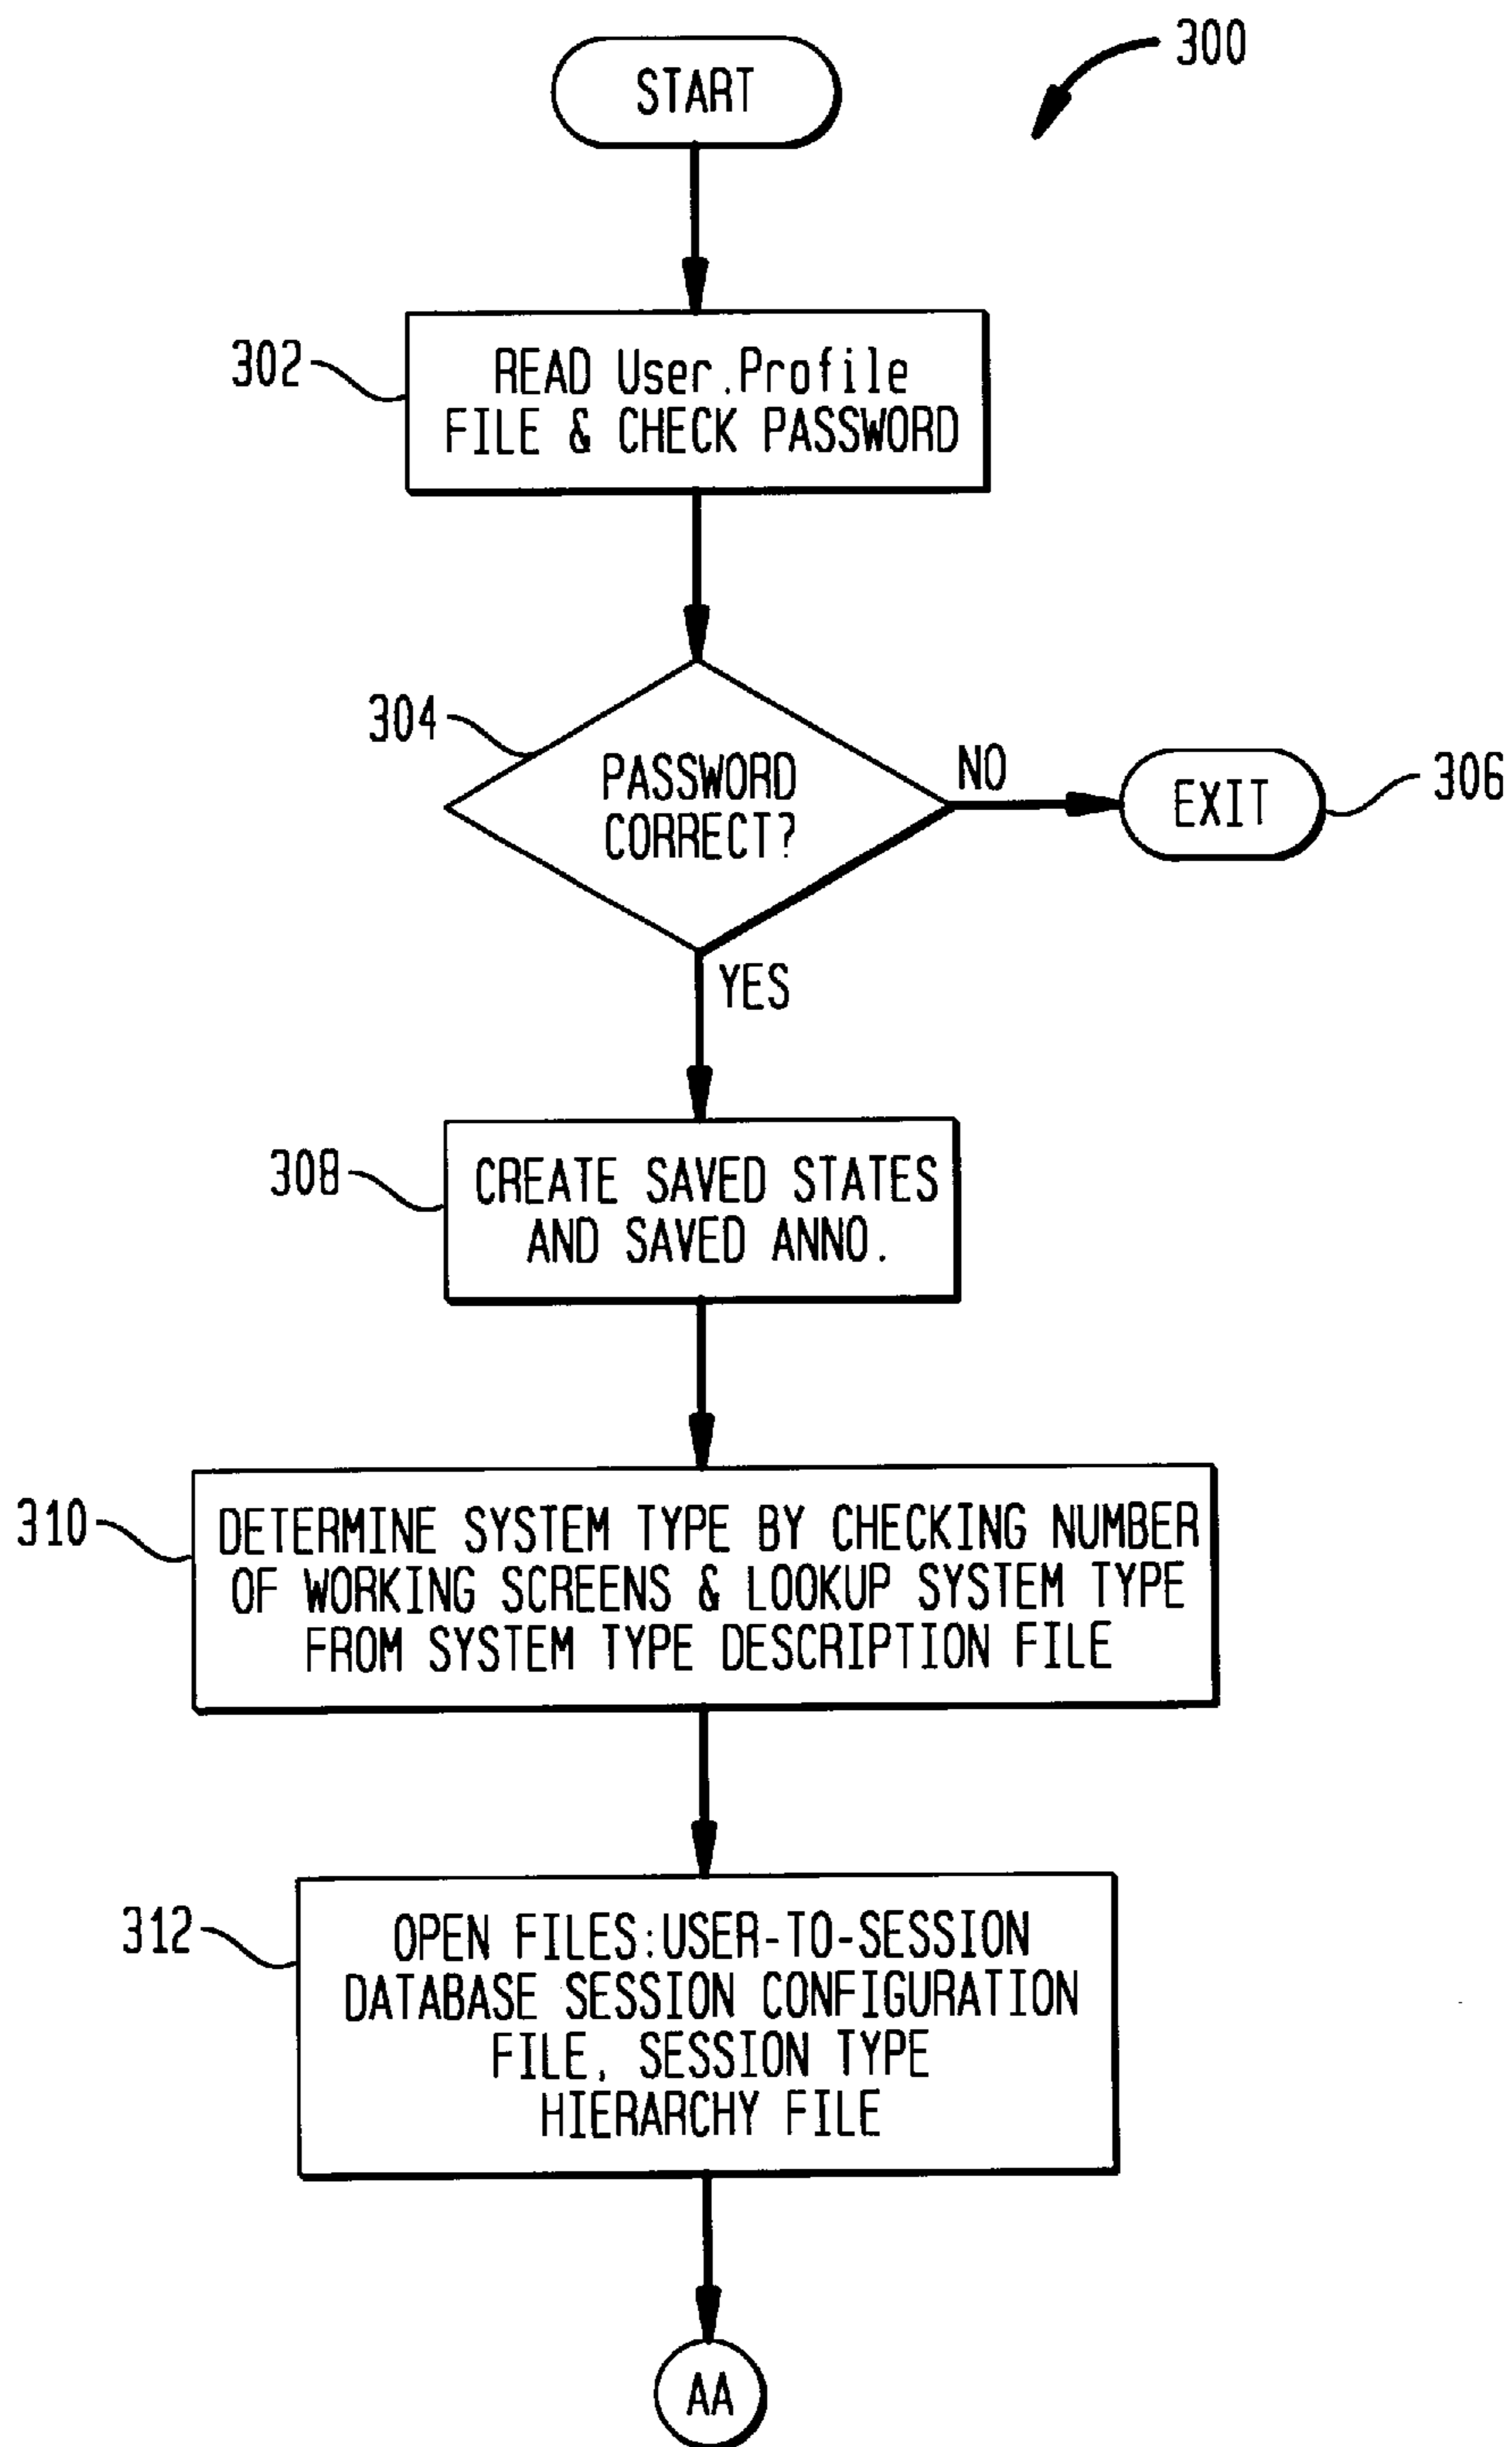 300
START
302
READ User.Profile
FILE & CHECK PASSWORD
304
PASSWORD
CORRECT?
NO
EXIT
306
YES
308
CREATE SAVED STATES
AND SAVED ANNO.
310
DETERMINE SYSTEM TYPE BY CHECKING NUMBER
OF WORKING SCREENS & LOOKUP SYSTEM TYPE
FROM SYSTEM TYPE DESCRIPTION FILE
312
OPEN FILES:USER-TO-SESSION
DATABASE SESSION CONFIGURATION
FILE, SESSION TYPE
HIERARCHY FILE
AA